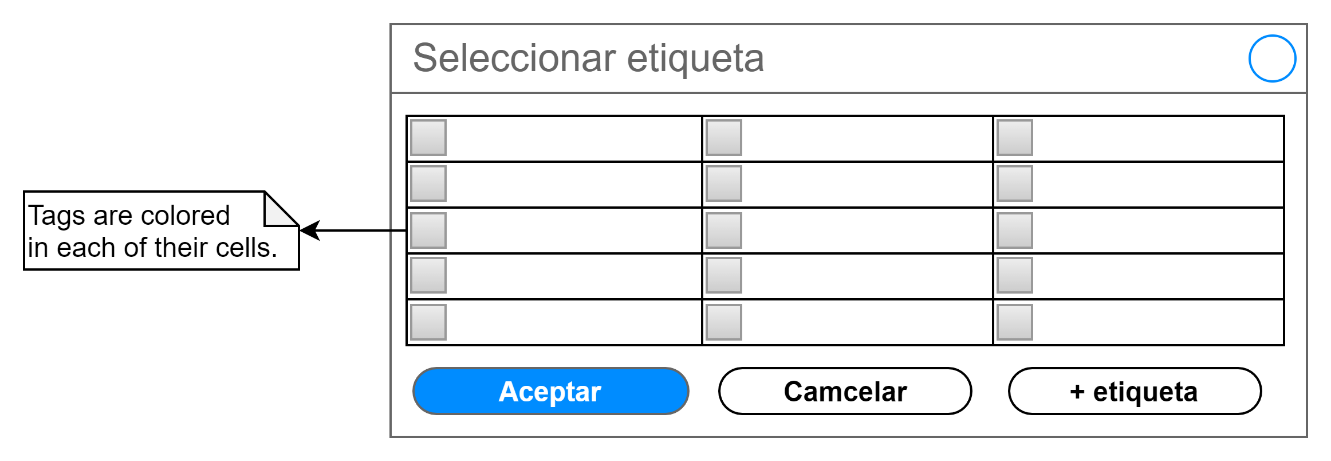 Seleccionar etiqueta
Tags are colored
in each of their cells.
Aceptar
Camcelar
+ etiqueta